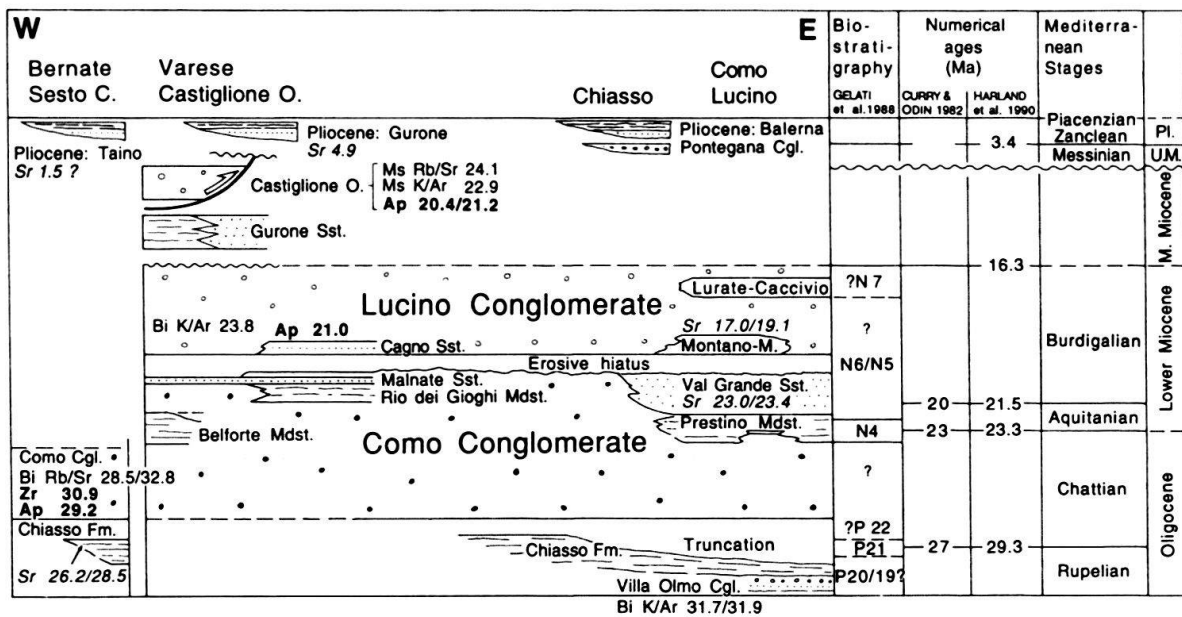 W
E
Bernate
Sesto C.
Varese
Castiglione O.
Chiasso
Como
Lucino
Bio-
strati-
graphy
GELATI
et al.1988
Numerical
ages
(Ma)
CURRY &
ODIN 1982
HARLAND
et al. 1990
Mediterra-
nean
Stages
Pliocene: Taino
Sr 1.5 ?
Pliocene: Gurone
Sr 4.9
Pliocene: Balerna
Pontegana Cgl.
Piacenzian
Zanclean
Pl.
3.4
Messinian
U.M.
Castiglione O.
Ms Rb/Sr 24.1
Ms K/Ar 22.9
Ap 20.4/21.2
Gurone Sst.
M. Miocene
16.3
Lucino Conglomerate
Lurate-Caccivio
?N 7
Bi K/Ar 23.8
Ap 21.0
Sr 17.0/19.1
?
Cagno Sst.
Montano-M.
Burdigalian
Lower Miocene
Erosive hiatus
N6/N5
Malnate Sst.
Rio dei Gioghi Mdst.
Val Grande Sst.
Sr 23.0/23.4
20
21.5
Belforte Mdst.
Prestino Mdst.
Aquitanian
N4
23
23.3
Como Conglomerate
Como Cgl.
Bi Rb/Sr 28.5/32.8
Zr 30.9
Ap 29.2
?
Chattian
Oligocene
Chiasso Fm.
?P 22
Chiasso Fm.
Truncation
P21
27
29.3
Sr 26.2/28.5
P20/19?
Rupelian
Villa Olmo Cgl.
Bi K/Ar 31.7/31.9